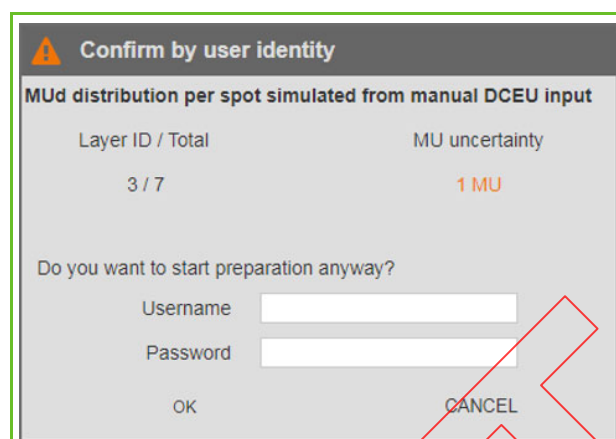 Confirm by user identity
MUd distribution per spot simulated from manual DCEU input
Layer ID / Total MU uncertainty
3 / 7 1 MU
Do you want to start preparation anyway?
Username
Password
OK CANCEL